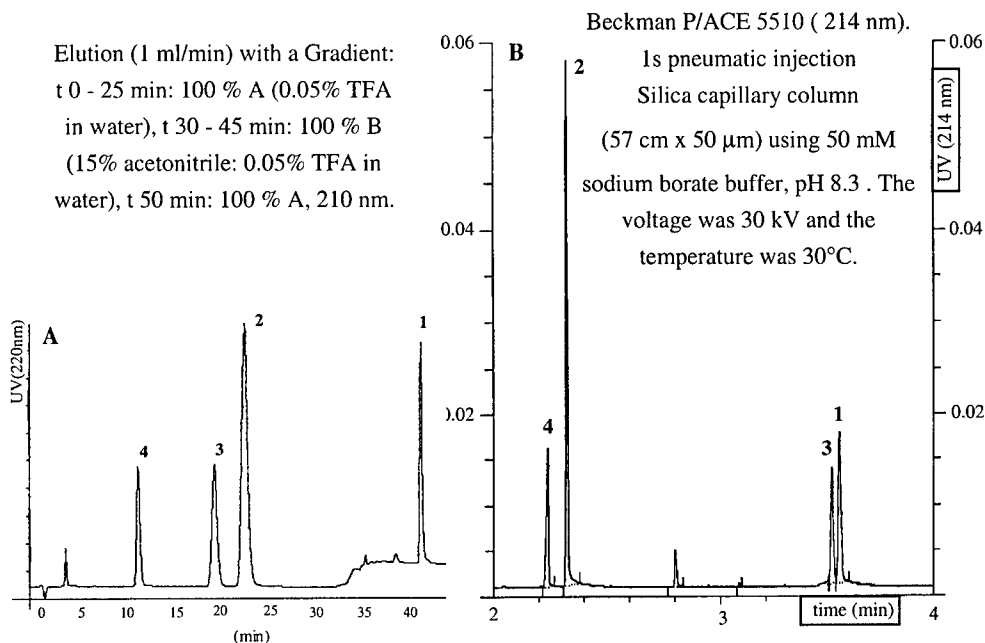 Elution (1 ml/min) with a Gradient:
t 0 - 25 min: 100 % A (0.05% TFA
in water), t 30 - 45 min: 100 % B
(15% acetonitrile: 0.05% TFA in
water), t 50 min: 100 % A, 210 nm.
A
UV(220nm)
4
3
2
1
0 5 10 15 20 25 30 35 40
(min)
Beckman P/ACE 5510 ( 214 nm).
1s pneumatic injection
Silica capillary column
(57 cm x 50 µm) using 50 mM
sodium borate buffer, pH 8.3 . The
voltage was 30 kV and the
temperature was 30°C.
B
0.06
0.04
0.02
4
2
3
1
0.06
UV (214 nm)
0.04
0.02
0
2 3 time (min) 4